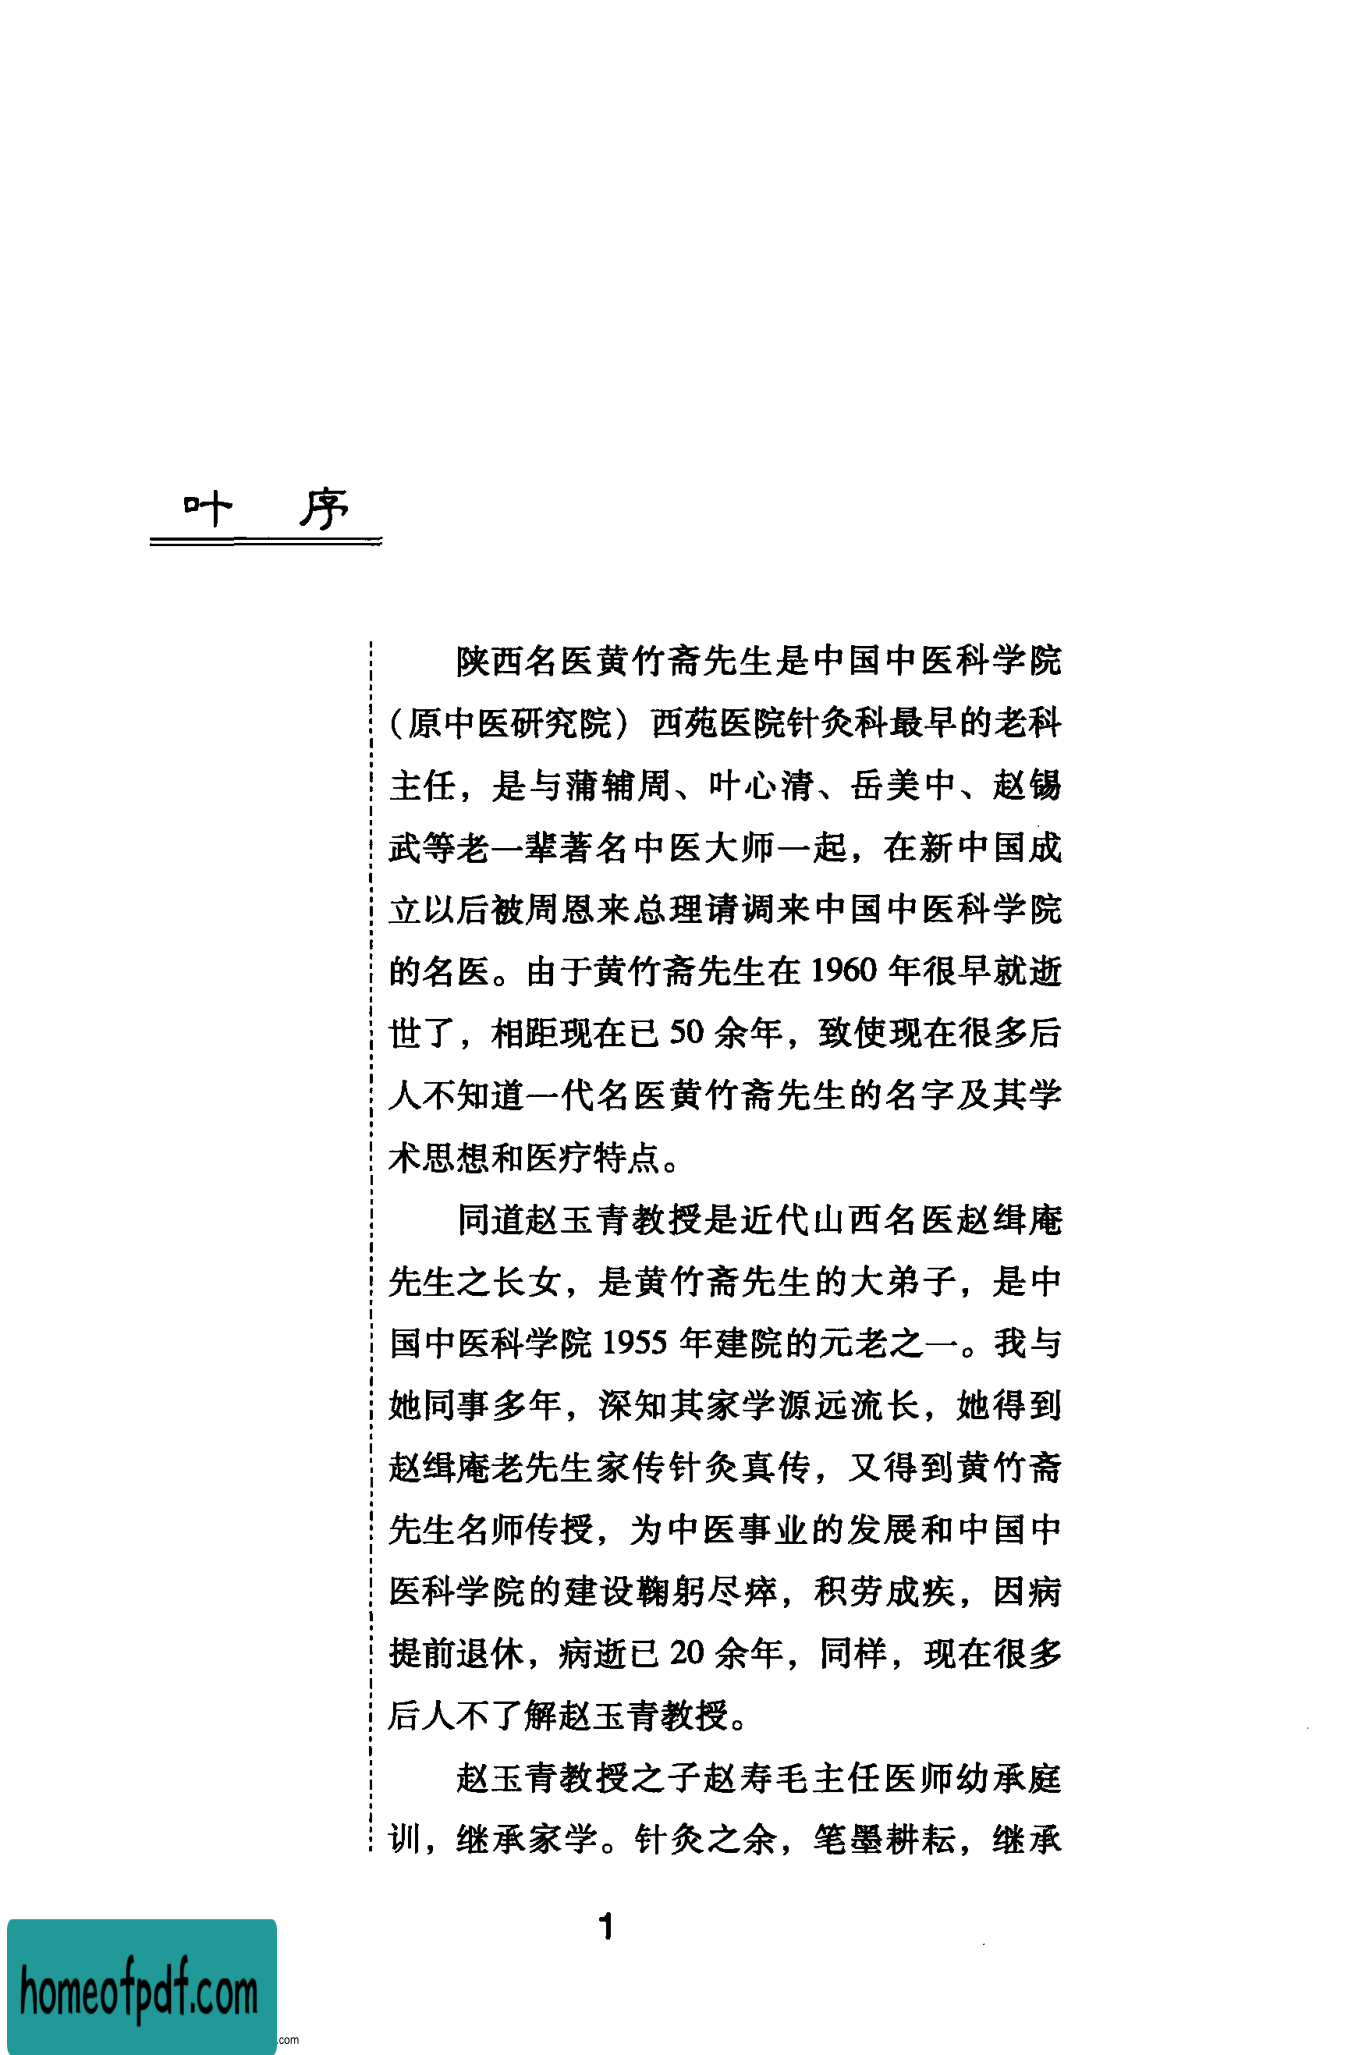 叶 序
陕西名医黄竹斋先生是中国中医科学院
(原中医研究院) 西苑医院针灸科最早的老科
主任，是与蒲辅周、叶心清、岳美中、赵锡
武等老一辈著名中医大师一起，在新中国成
立以后被周恩来总理请调来中国中医科学院
的名医。由于黄竹斋先生在 1960 年很早就逝
世了，相距现在已 50 余年，致使现在很多后
人不知道一代名医黄竹斋先生的名字及其学
术思想和医疗特点。
同道赵玉青教授是近代山西名医赵缉庵
先生之长女，是黄竹斋先生的大弟子，是中
国中医科学院 1955 年建院的元老之一。我与
她同事多年，深知其家学源远流长，她得到
赵缉庵老先生家传针灸真传，又得到黄竹斋
先生名师传授，为中医事业的发展和中国中
医科学院的建设鞠躬尽瘁，积劳成疾，因病
提前退休，病逝已 20 余年，同样，现在很多
后人不了解赵玉青教授。
赵玉青教授之子赵寿毛主任医师幼承庭
训，继承家学。针灸之余，笔墨耕耘，继承
1
homeofpdf.com
.com